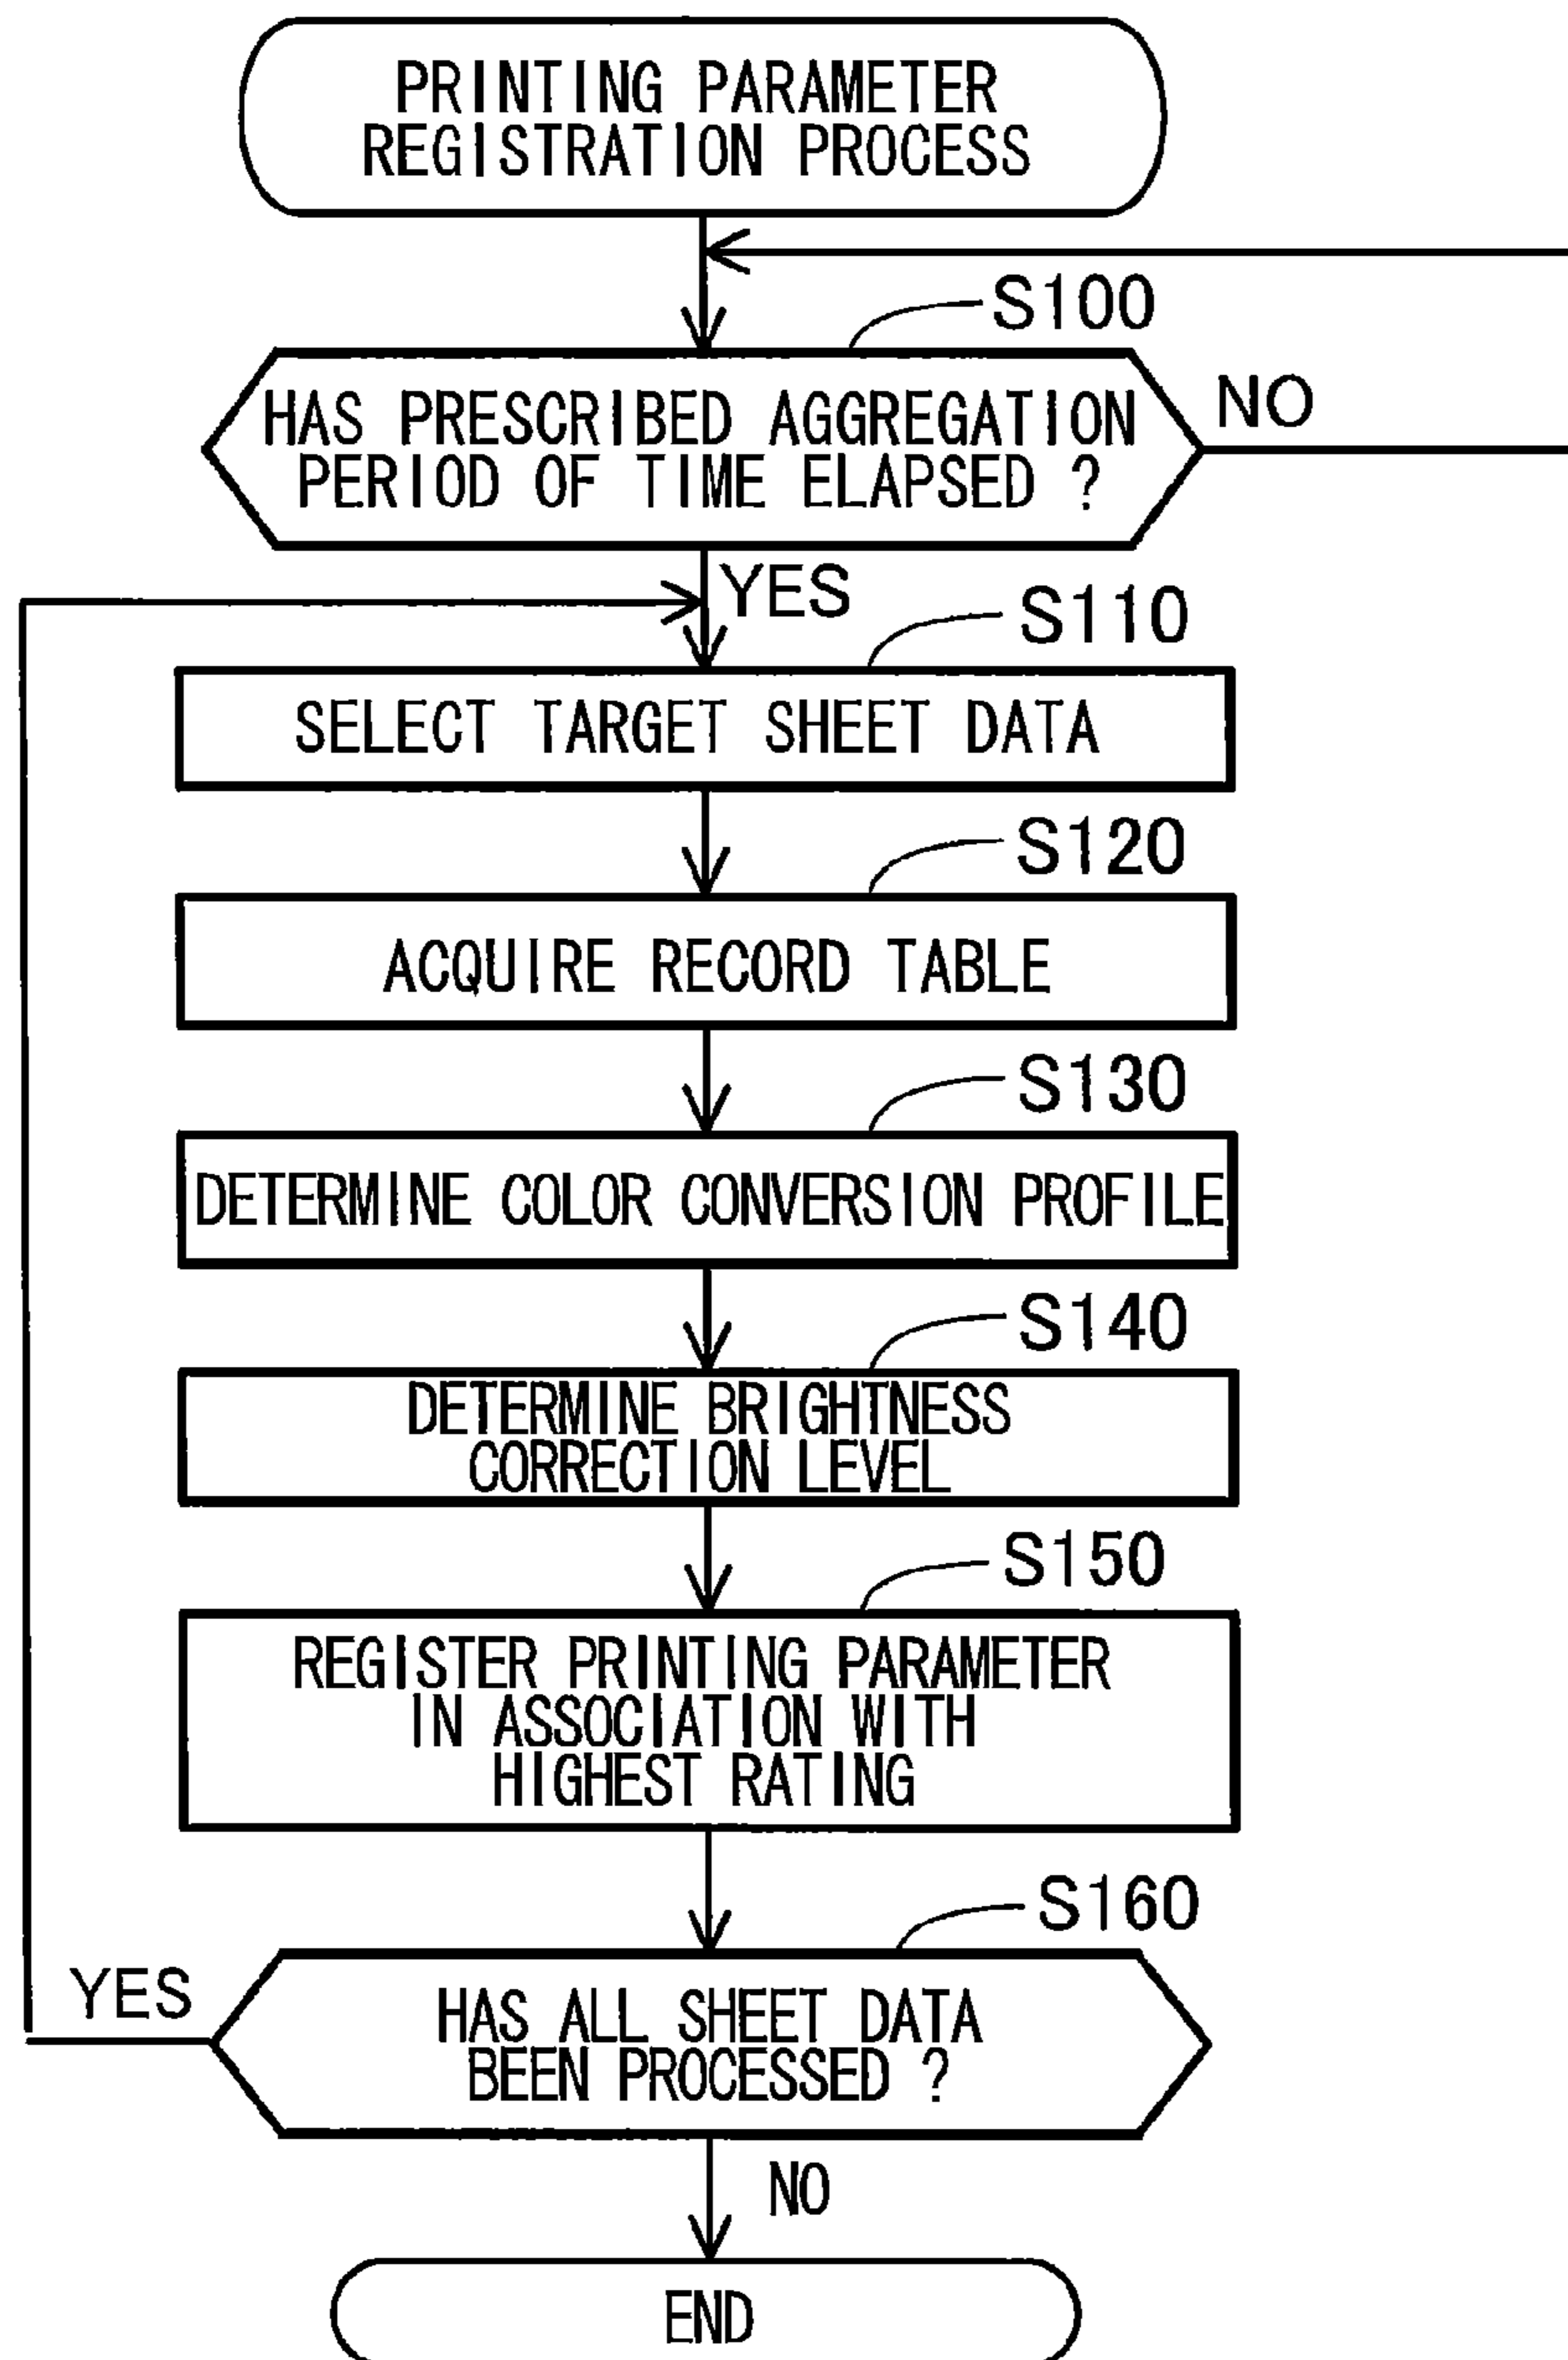 PRINTING PARAMETER
REGISTRATION PROCESS
S100
HAS PRESCRIBED AGGREGATION
PERIOD OF TIME ELAPSED ?
NO
YES
S110
SELECT TARGET SHEET DATA
S120
ACQUIRE RECORD TABLE
S130
DETERMINE COLOR CONVERSION PROFILE
S140
DETERMINE BRIGHTNESS
CORRECTION LEVEL
S150
REGISTER PRINTING PARAMETER
IN ASSOCIATION WITH
HIGHEST RATING
S160
YES
HAS ALL SHEET DATA
BEEN PROCESSED ?
NO
END